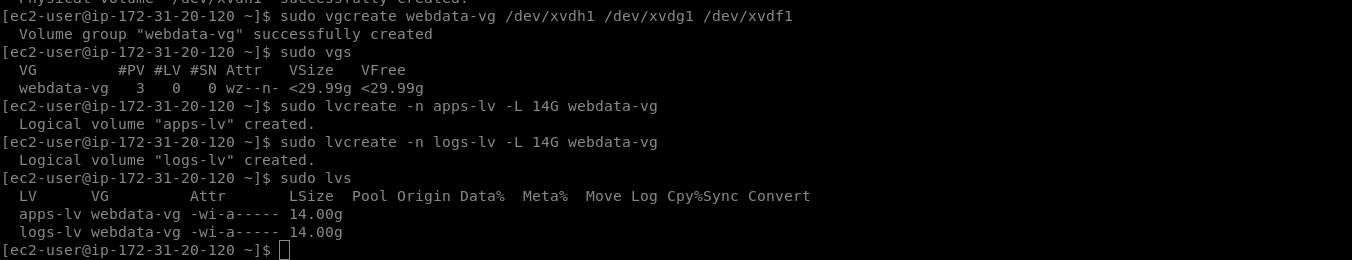 Physical volume "/dev/xvdh1" successfully created.
[ec2-user@ip-172-31-20-120 ~]$ sudo vgcreate webdata-vg /dev/xvdh1 /dev/xvdg1 /dev/xvdf1
  Volume group "webdata-vg" successfully created
[ec2-user@ip-172-31-20-120 ~]$ sudo vgs
  VG         #PV #LV #SN Attr   VSize   VFree
  webdata-vg   3   0   0 wz--n- <29.99g <29.99g
[ec2-user@ip-172-31-20-120 ~]$ sudo lvcreate -n apps-lv -L 14G webdata-vg
  Logical volume "apps-lv" created.
[ec2-user@ip-172-31-20-120 ~]$ sudo lvcreate -n logs-lv -L 14G webdata-vg
  Logical volume "logs-lv" created.
[ec2-user@ip-172-31-20-120 ~]$ sudo lvs
  LV      VG         Attr       LSize  Pool Origin Data%  Meta%  Move Log Cpy%Sync Convert
  apps-lv webdata-vg -wi-a----- 14.00g
  logs-lv webdata-vg -wi-a----- 14.00g
[ec2-user@ip-172-31-20-120 ~]$